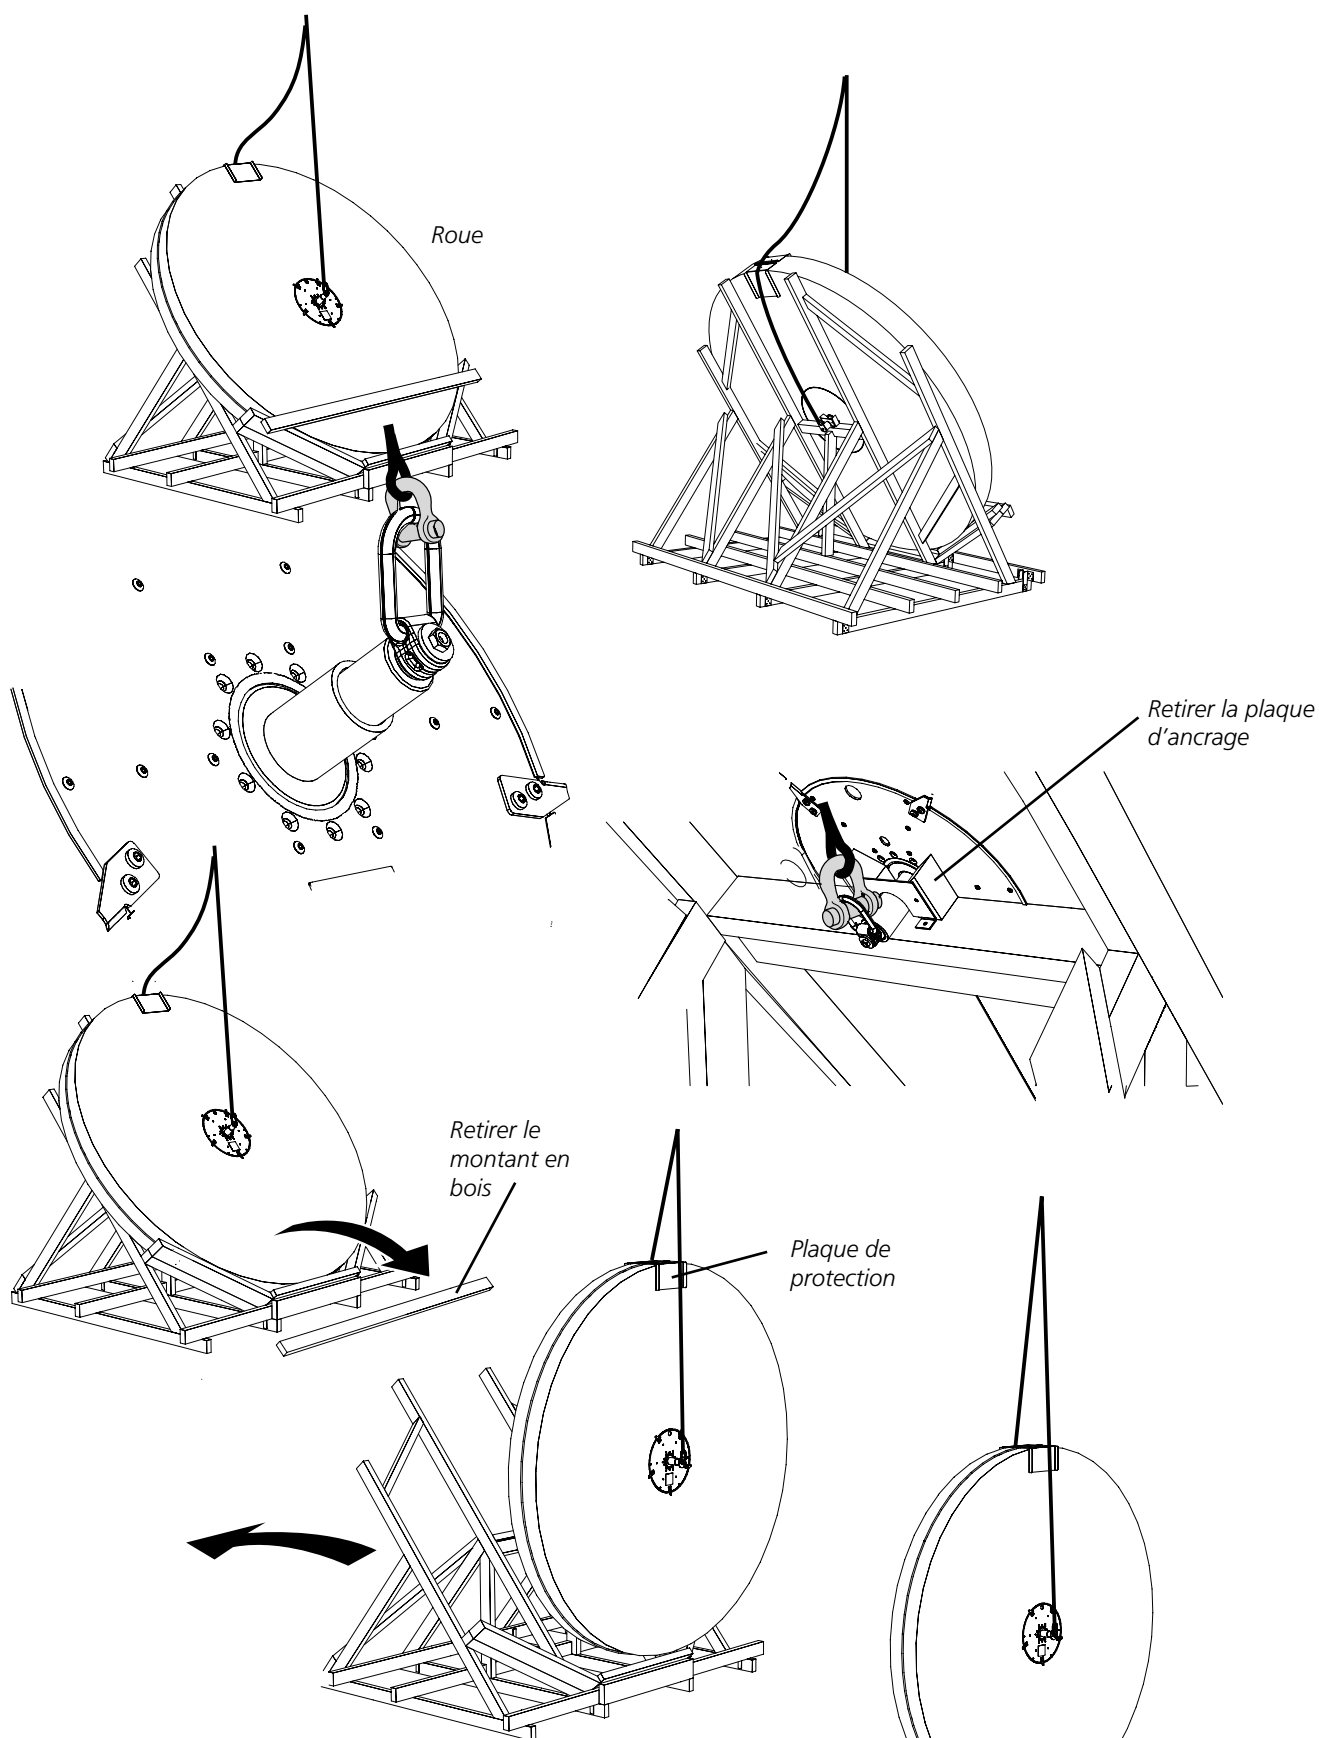 Roue
Retirer la plaque
d’ancrage
Retirer le
montant en
bois
Plaque de
protection